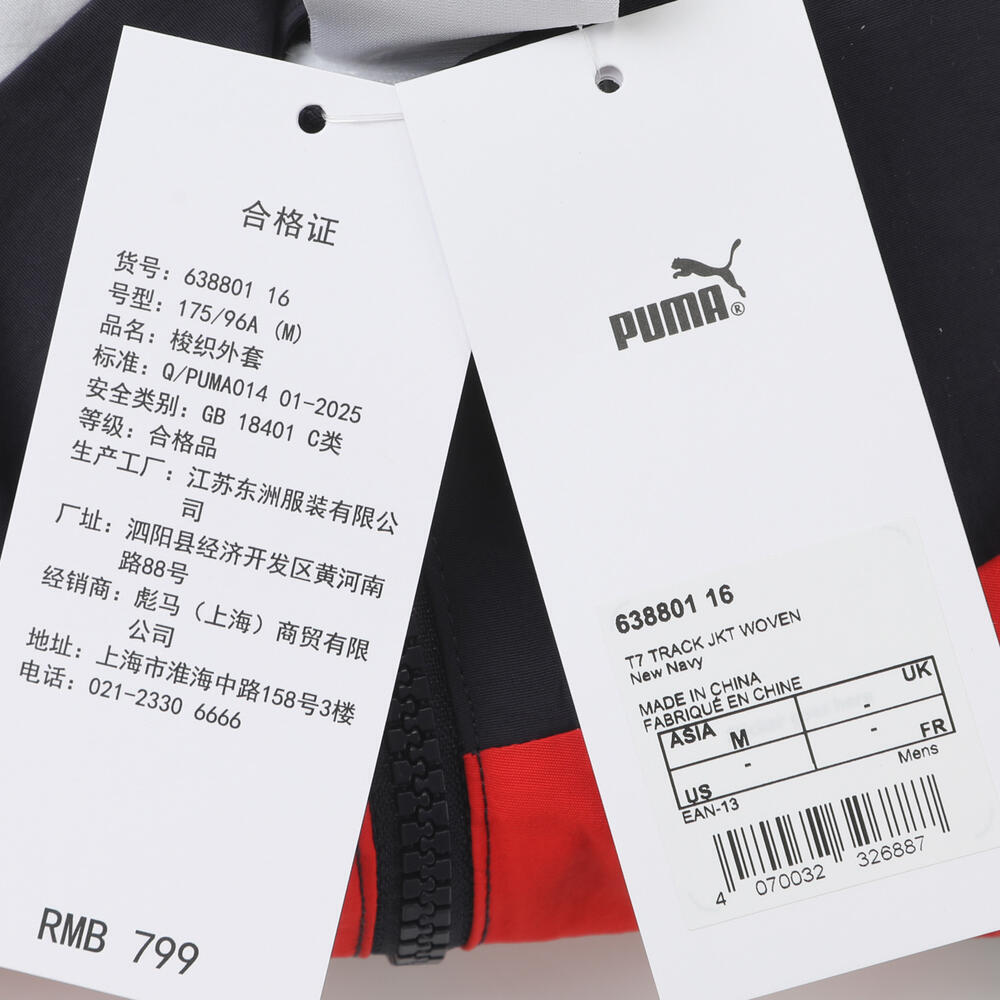 合格证
货号: 638801 16
号型: 175/96A (M)
品名: 梭织外套
标准: Q/PUMA014 01-2025
安全类别: GB 18401 C类
等级: 合格品
生产工厂: 江苏东洲服装有限公
司
厂址: 泗阳县经济开发区黄河南
路88号
经销商: 彪马（上海）商贸有限
公司
地址: 上海市淮海中路158号3楼
电话: 021-2330 6666
RMB 799
PUMA®
638801 16
T7 TRACK JKT WOVEN
New Navy
MADE IN CHINA
FABRIQUÉ EN CHINE
ASIA M - UK
US - - FR
EAN-13 Mens
4 070032 326887